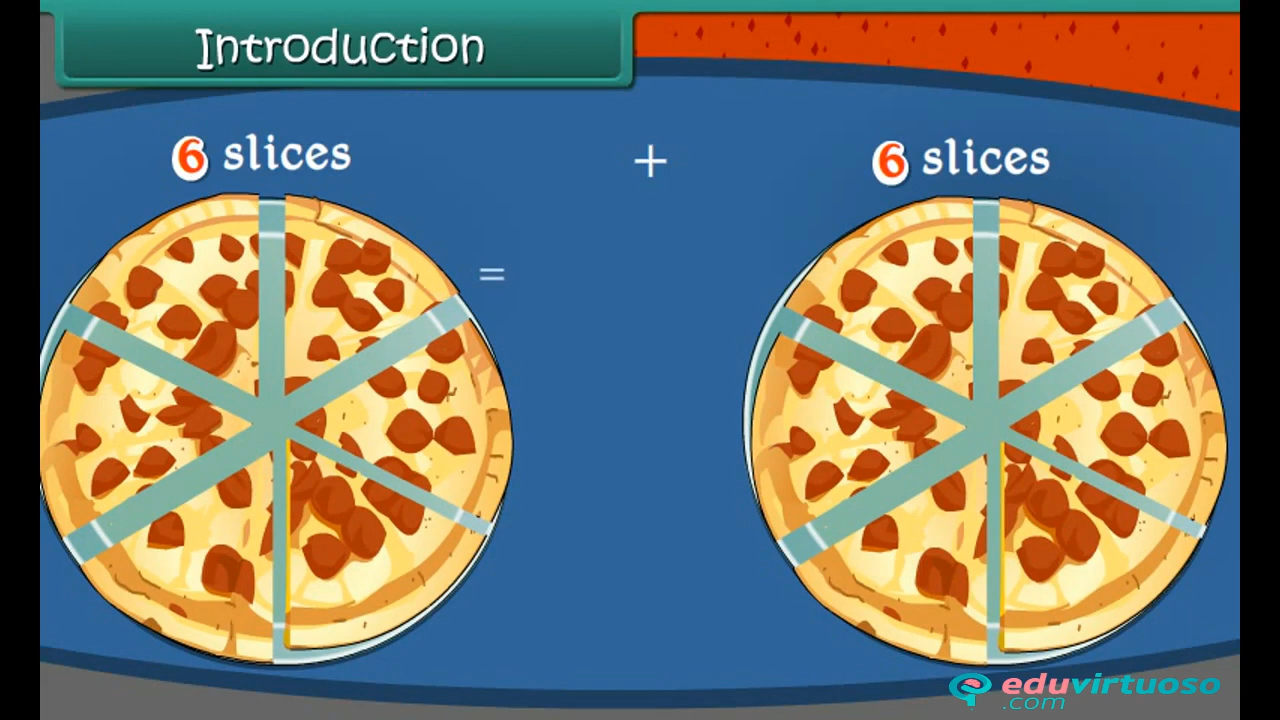 Introduction
6 slices + 6 slices
=
eduvirtuoso
.com